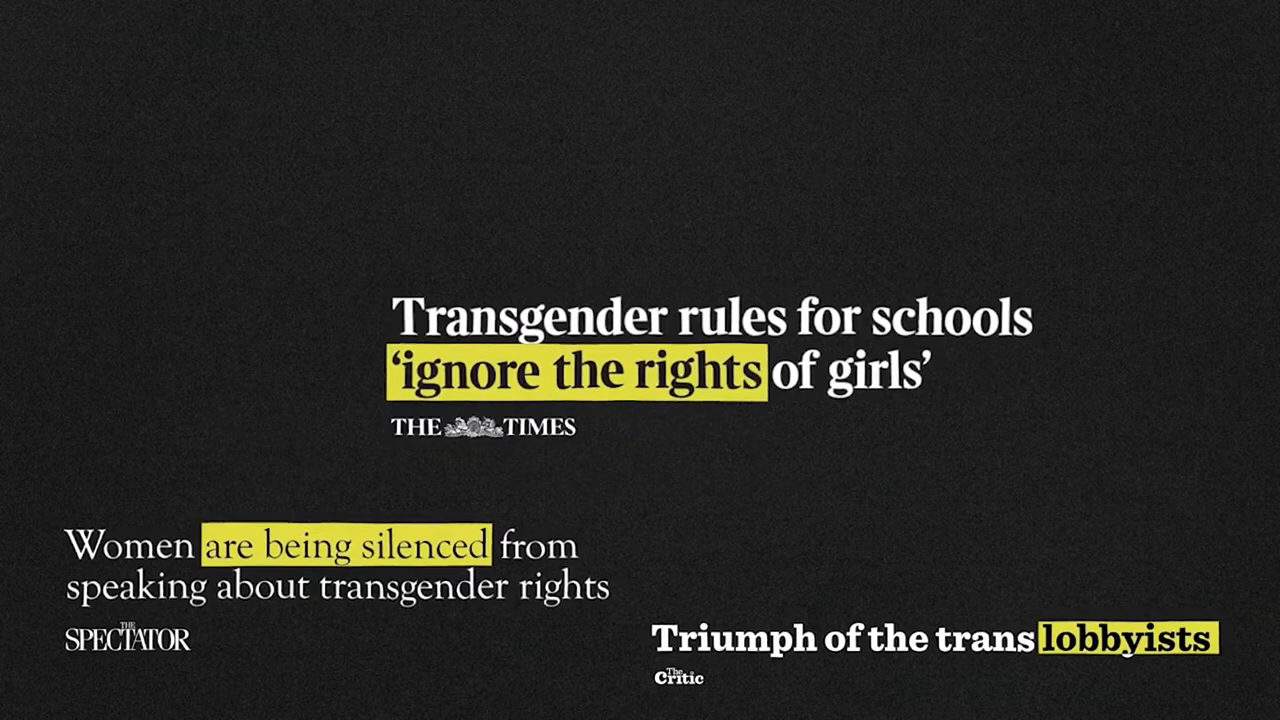 Transgender rules for schools
‘ignore the rights of girls’
THE TIMES
Women are being silenced from
speaking about transgender rights
THE
SPECTATOR
Triumph of the trans lobbyists
The
Critic